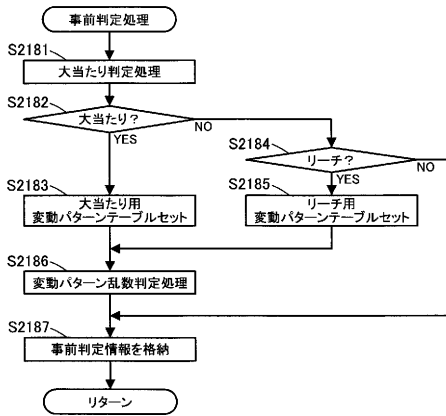 事前判定処理
S2181
大当たり判定処理
S2182
大当たり？
NO
YES
S2184
リーチ？
NO
YES
S2183
大当たり用
変動パターンテーブルセット
S2185
リーチ用
変動パターンテーブルセット
S2186
変動パターン乱数判定処理
S2187
事前判定情報を格納
リターン